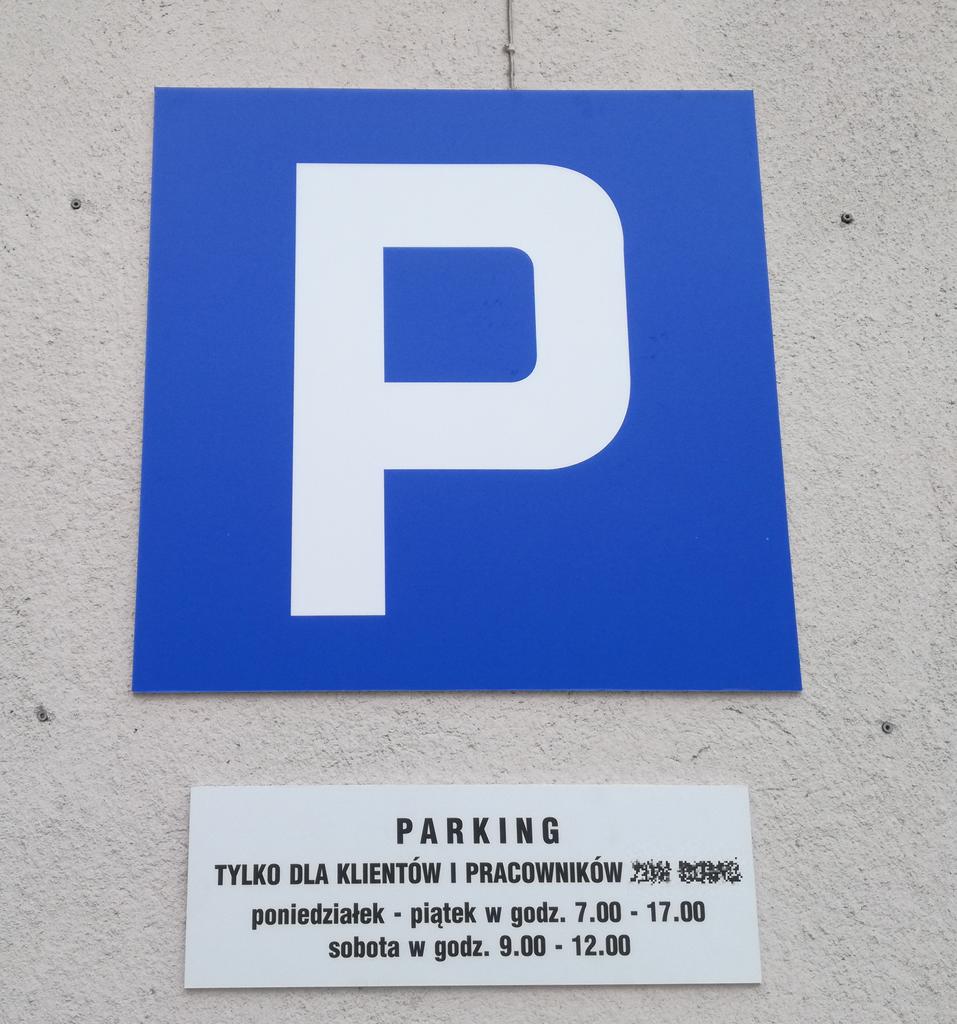 P
PARKING
TYLKO DLA KLIENTÓW I PRACOWNIKÓW
poniedziałek - piątek w godz. 7.00 - 17.00
sobota w godz. 9.00 - 12.00